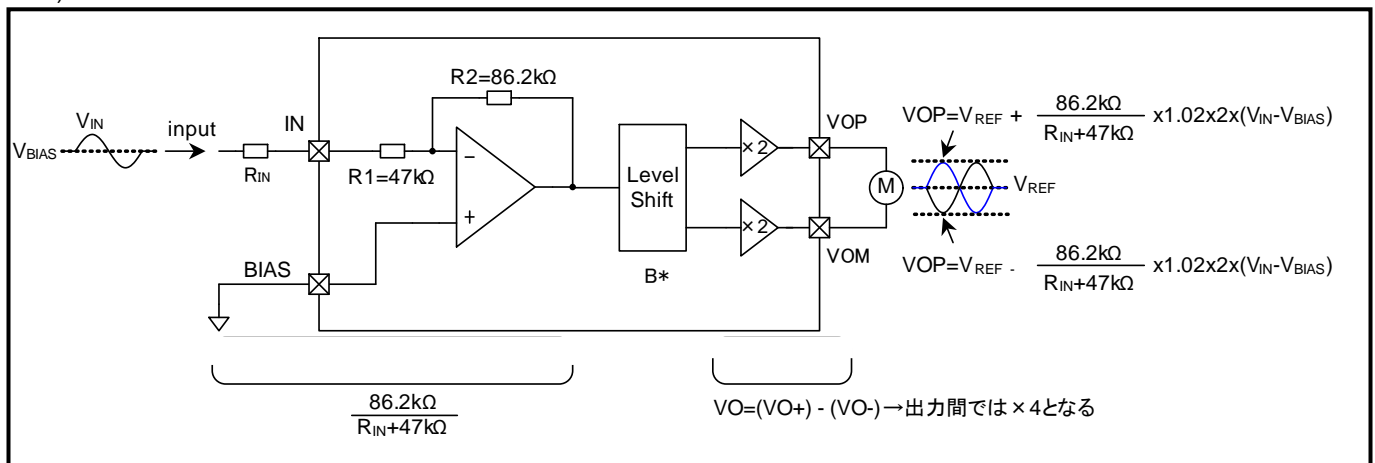 R2=86.2kΩ
VIN
VBIAS
input
IN
RIN
R1=47kΩ
−
+
BIAS
Level
Shift
B*
×2
×2
VOP
VOM
M
VOP=VREF + 86.2kΩ / RIN+47kΩ x1.02x2x(VIN-VBIAS)
VREF
VOP=VREF - 86.2kΩ / RIN+47kΩ x1.02x2x(VIN-VBIAS)
86.2kΩ
RIN+47kΩ
VO=(VO+) - (VO-)→出力間では×4となる